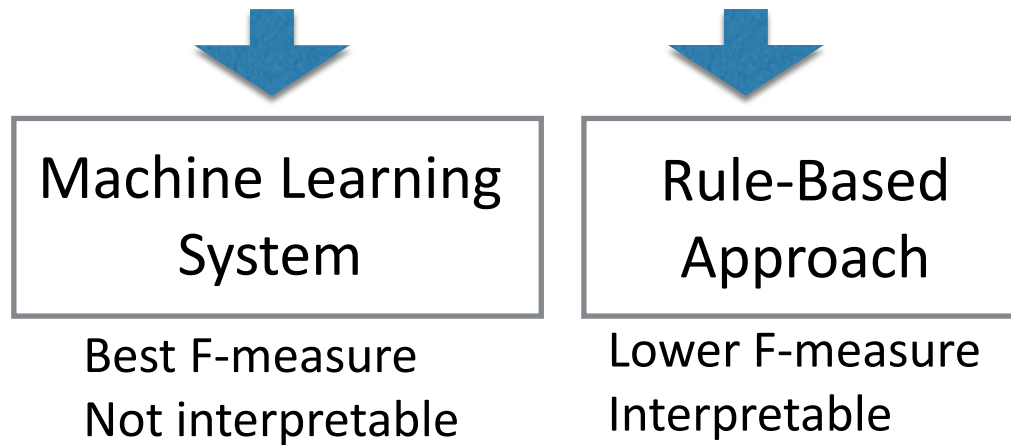 Machine Learning
System
Best F-measure
Not interpretable
Rule-Based
Approach
Lower F-measure
Interpretable